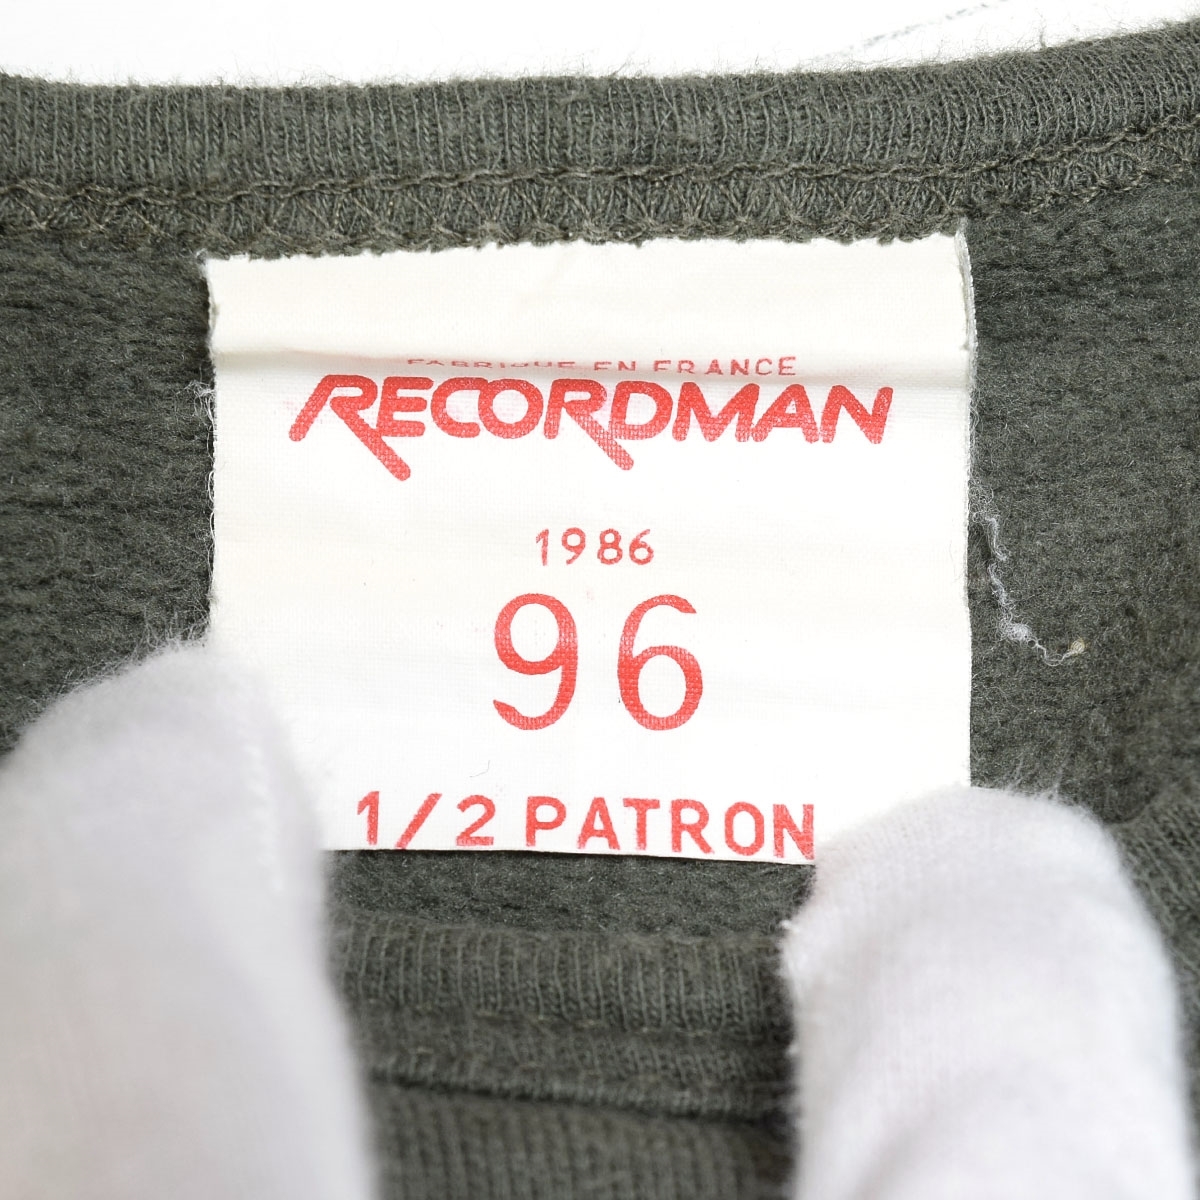 FABRIQUE EN FRANCE
RECORDMAN
1986
96
1/2 PATRON